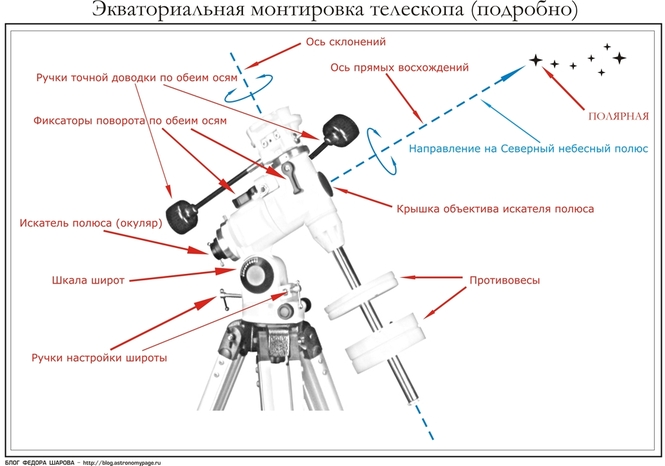 Экваториальная монтировка телескопа (подробно)
Ось склонений
Ручки точной доводки по обеим осям
Ось прямых восхождений
Фиксаторы поворота по обеим осям
ПОЛЯРНАЯ
Направление на Северный небесный полюс
Искатель полюса (окуляр)
Крышка объектива искателя полюса
Шкала широт
Противовесы
Ручки настройки широты
БЛОГ ФЕДОРА ШАРОВА - http://blog.astronomypage.ru